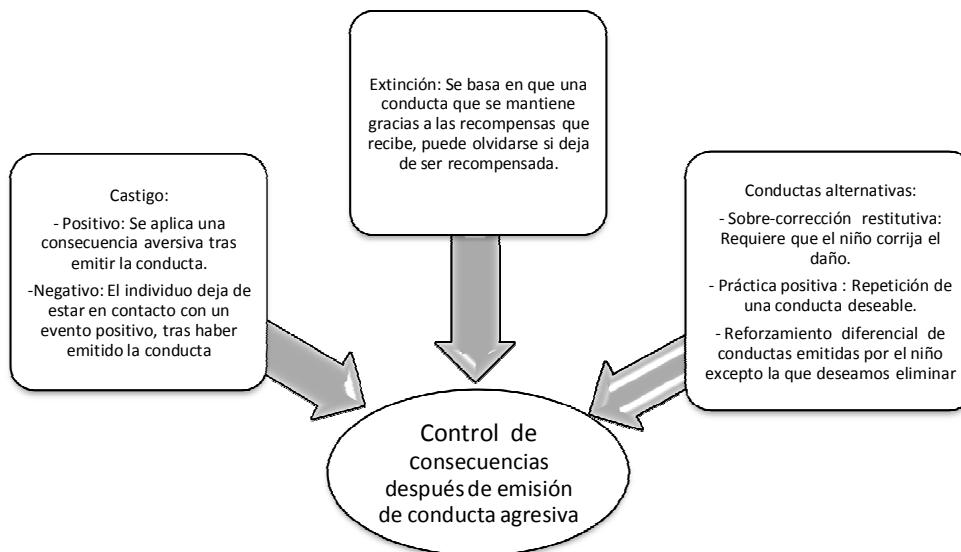 Extinción: Se basa en que una
conducta que se mantiene
gracias a las recompensas que
recibe, puede olvidarse si deja
de ser recompensada.
Castigo:
- Positivo: Se aplica una
consecuencia aversiva tras
emitir la conducta.
-Negativo: El individuo deja de
estar en contacto con un
evento positivo, tras haber
emitido la conducta
Conductas alternativas:
- Sobre-corrección restitutiva:
Requiere que el niño corrija el
daño.
- Práctica positiva : Repetición de
una conducta deseable.
- Reforzamiento diferencial de
conductas emitidas por el niño
excepto la que deseamos eliminar
Control de
consecuencias
después de emisión
de conducta agresiva